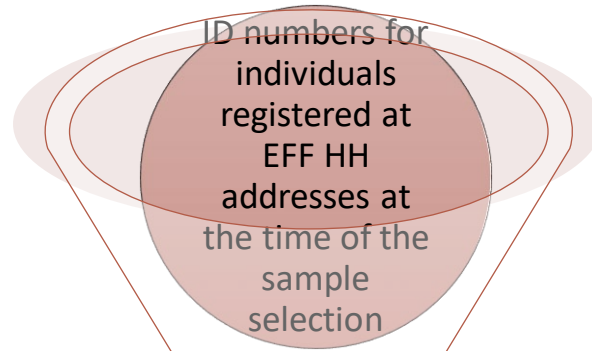 ID numbers for
individuals
registered at
EFF HH
addresses at
the time of the
sample
selection